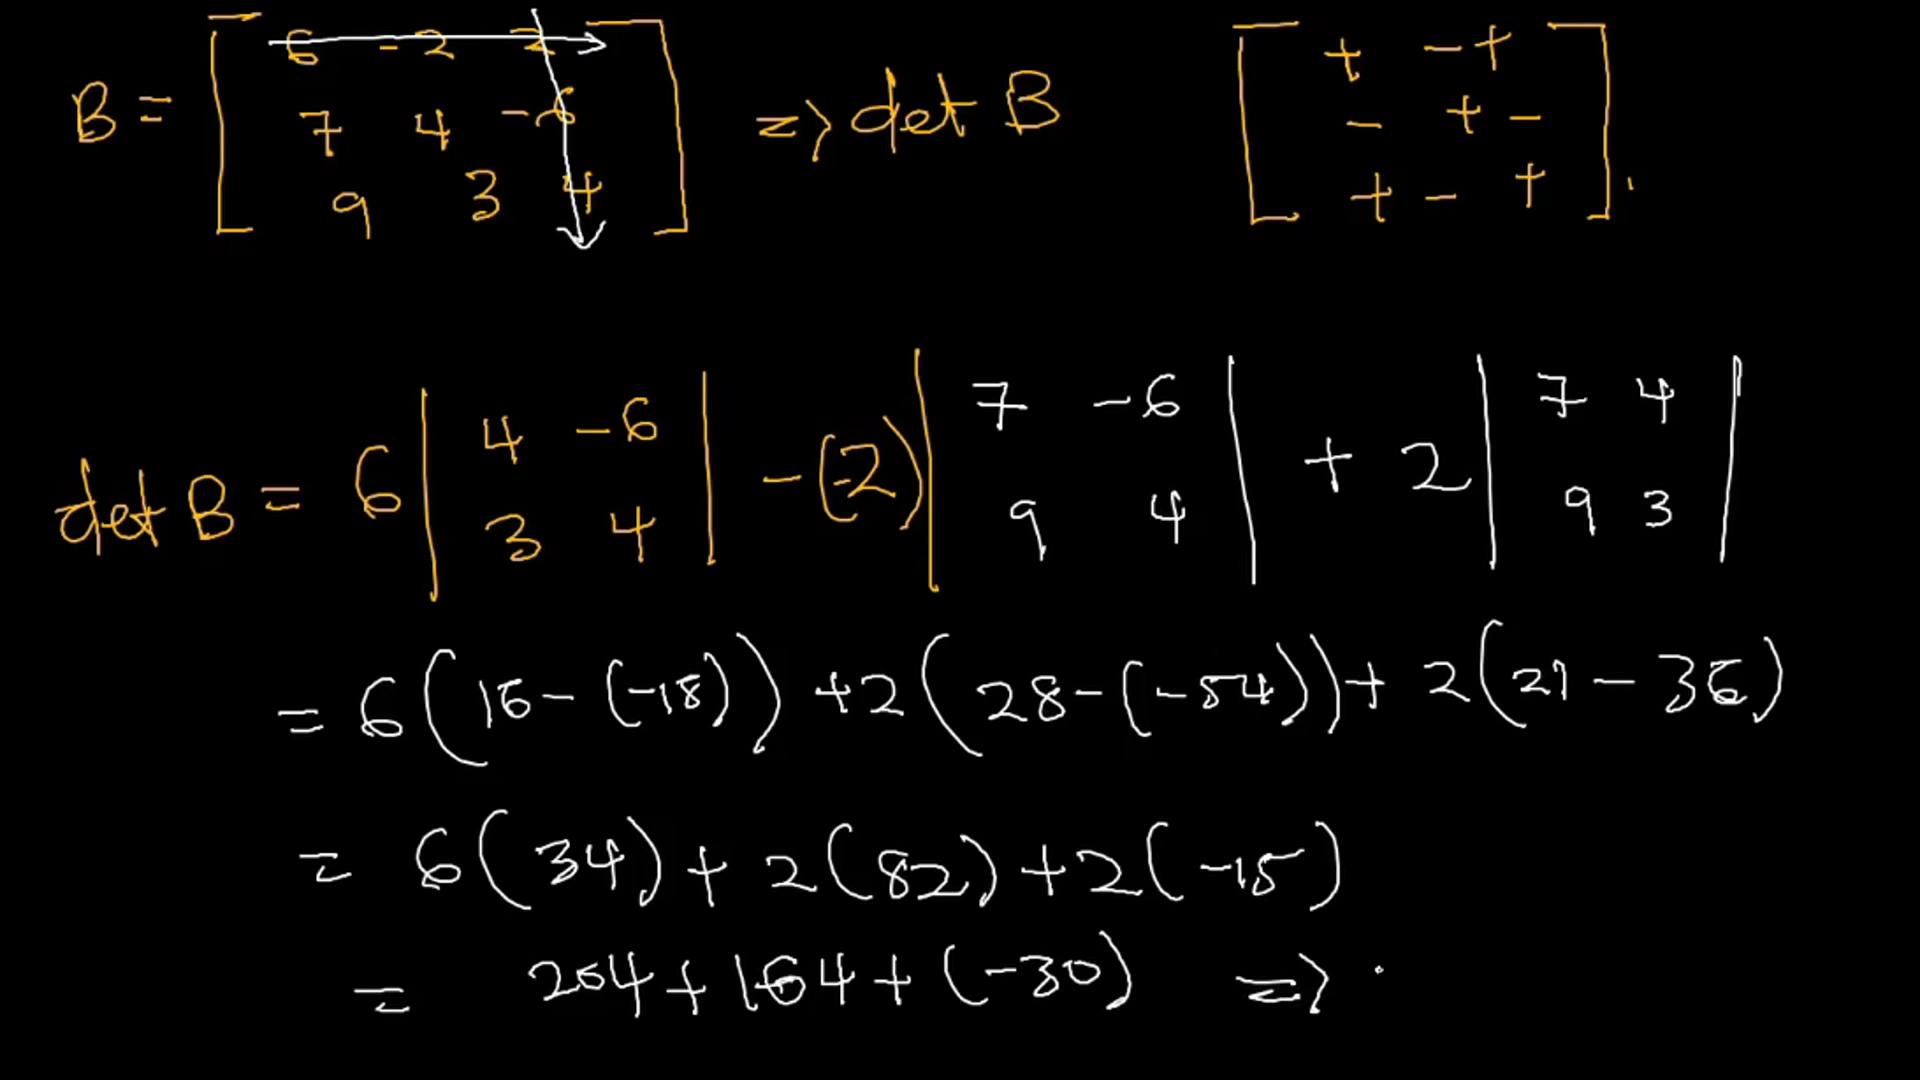 B = [ 6 -2 2
7 4 -6
9 3 4 ] => det B
[ + - +
- + -
+ - + ].
det B = 6 | 4 -6 | - (-2) | 7 -6 | + 2 | 7 4 |
| 3 4 | | 9 4 | | 9 3 |
= 6(16 - (-18)) + 2(28 - (-54)) + 2(21 - 36)
= 6(34) + 2(82) + 2(-15)
= 204 + 164 + (-30) =>